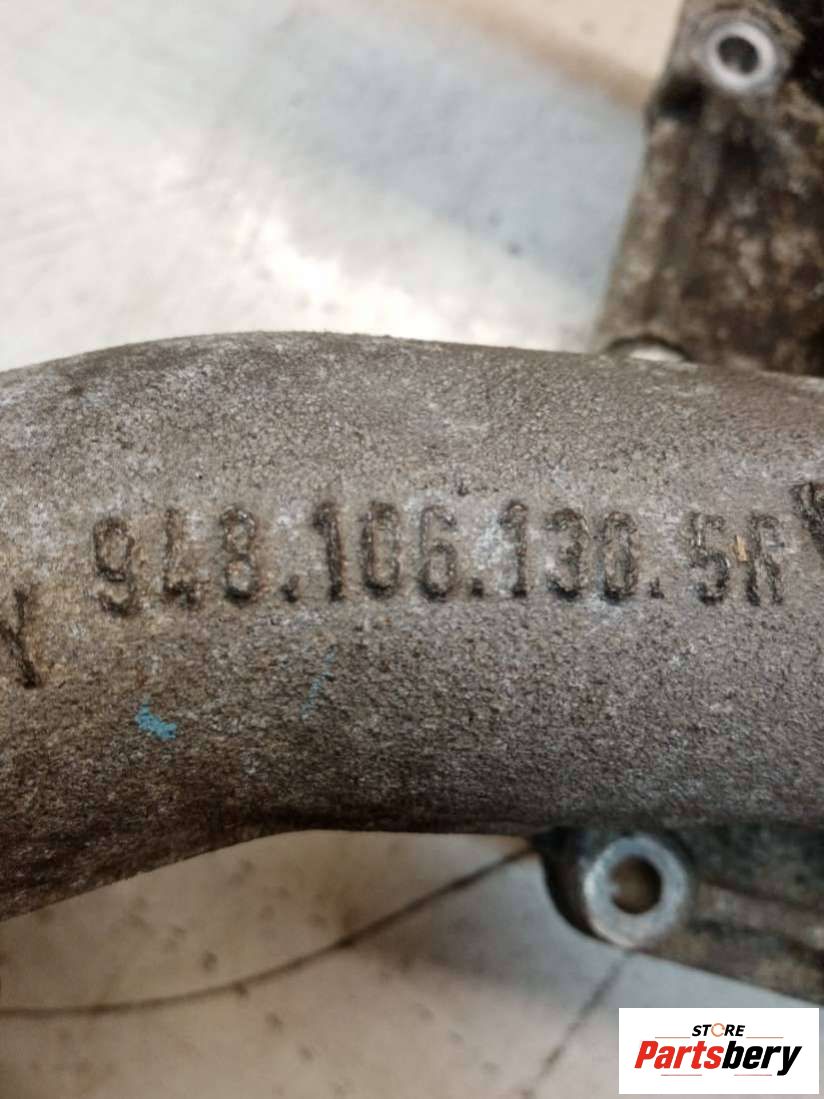 948.106.130.5R
Y
STORE
Partsbery